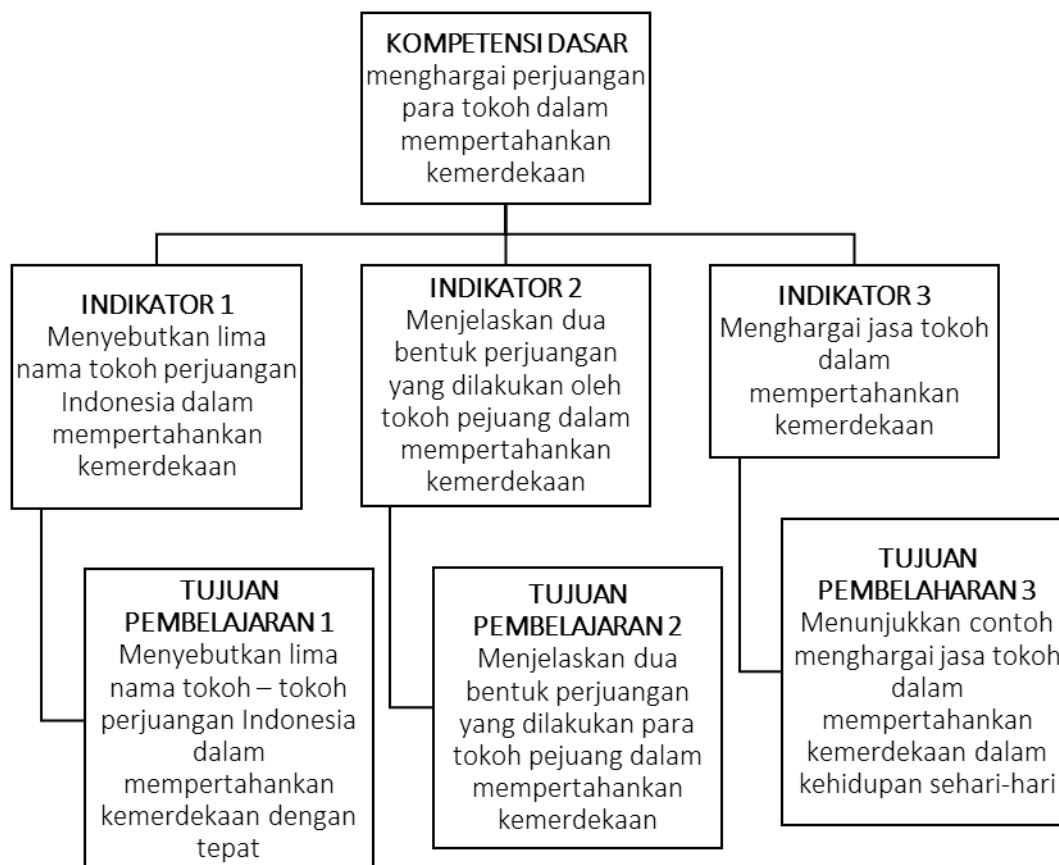 KOMPETENSI DASAR
menghargai perjuangan
para tokoh dalam
mempertahankan
kemerdekaan
INDIKATOR 1
Menyebutkan lima
nama tokoh perjuangan
Indonesia dalam
mempertahankan
kemerdekaan
INDIKATOR 2
Menjelaskan dua
bentuk perjuangan
yang dilakukan oleh
tokoh pejuang dalam
mempertahankan
kemerdekaan
INDIKATOR 3
Menghargai jasa tokoh
dalam
mempertahankan
kemerdekaan
TUJUAN
PEMBELAJARAN 1
Menyebutkan lima
nama tokoh – tokoh
perjuangan Indonesia
dalam
mempertahankan
kemerdekaan dengan
tepat
TUJUAN
PEMBELAJARAN 2
Menjelaskan dua
bentuk perjuangan
yang dilakukan para
tokoh pejuang dalam
mempertahankan
kemerdekaan
TUJUAN
PEMBELAHARAN 3
Menunjukkan contoh
menghargai jasa tokoh
dalam
mempertahankan
kemerdekaan dalam
kehidupan sehari-hari